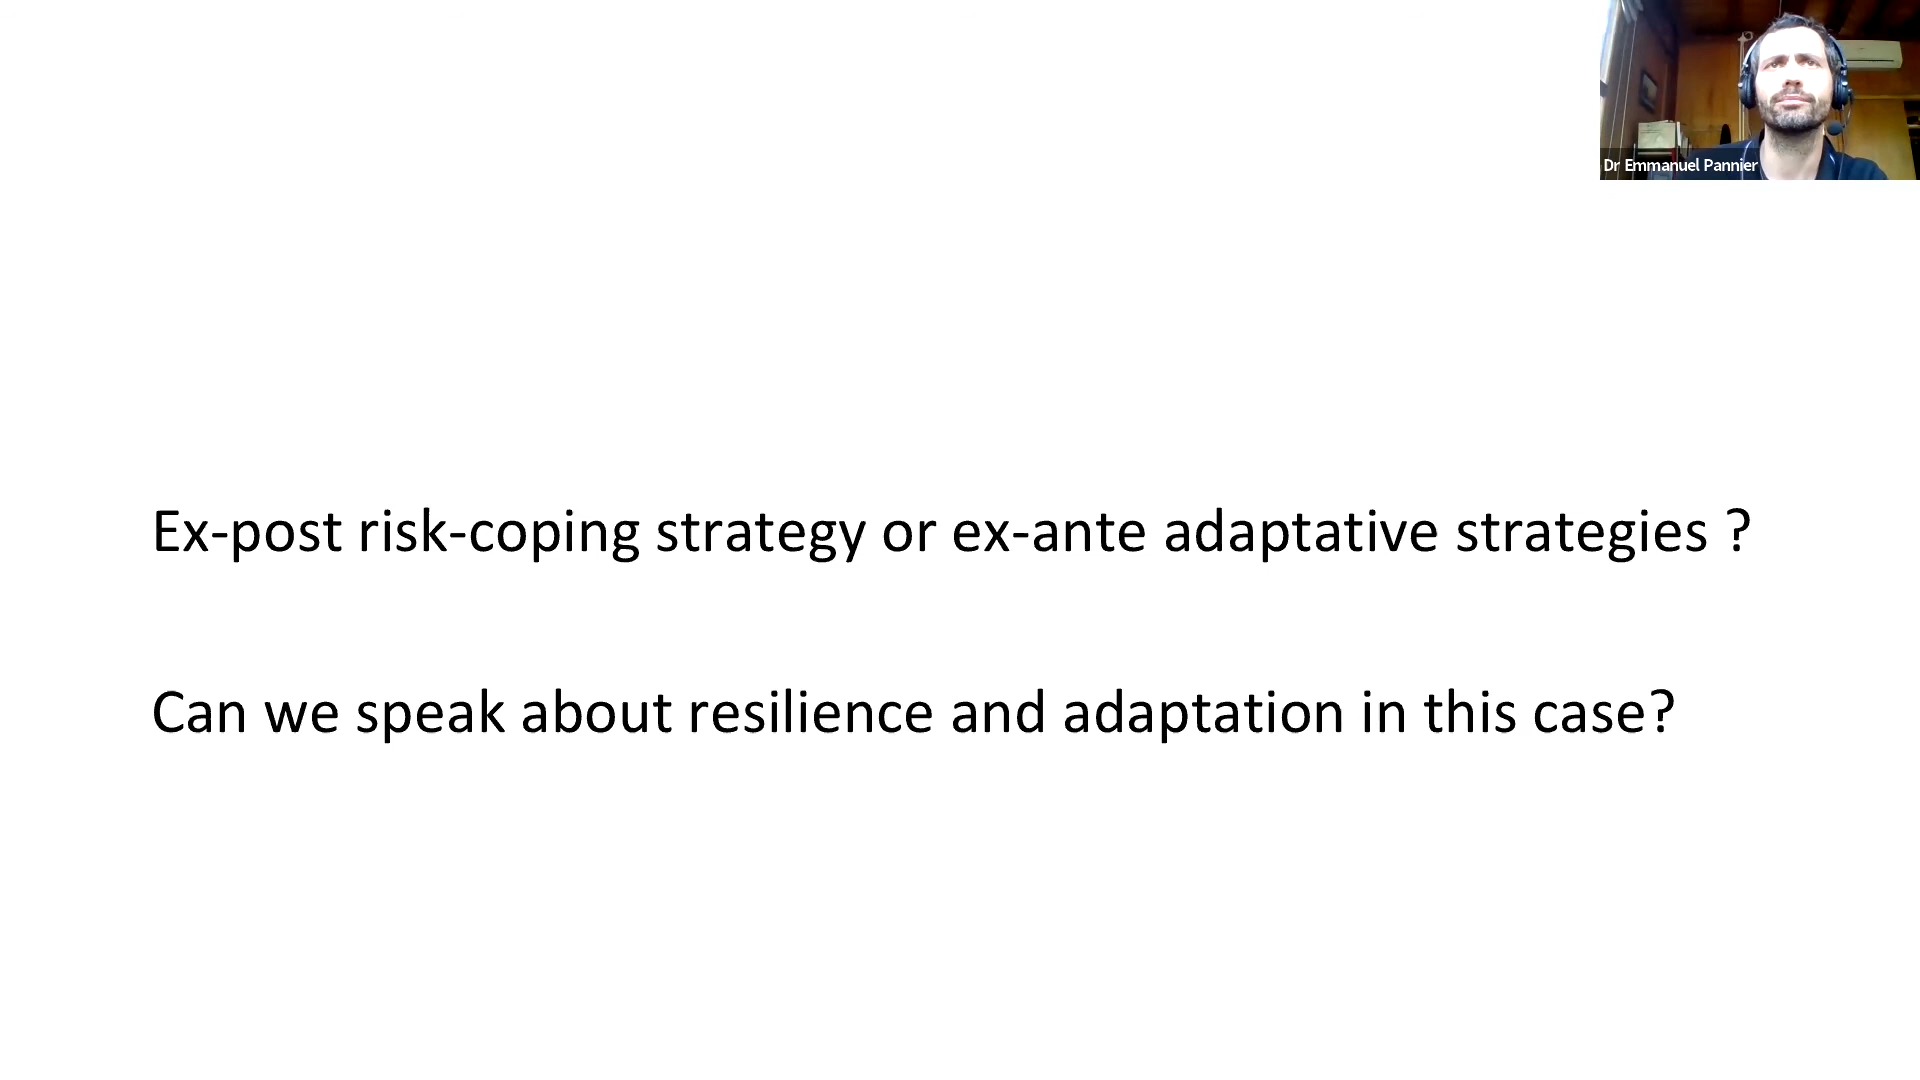 Dr Emmanuel Pannier
Ex-post risk-coping strategy or ex-ante adaptative strategies ?
Can we speak about resilience and adaptation in this case?